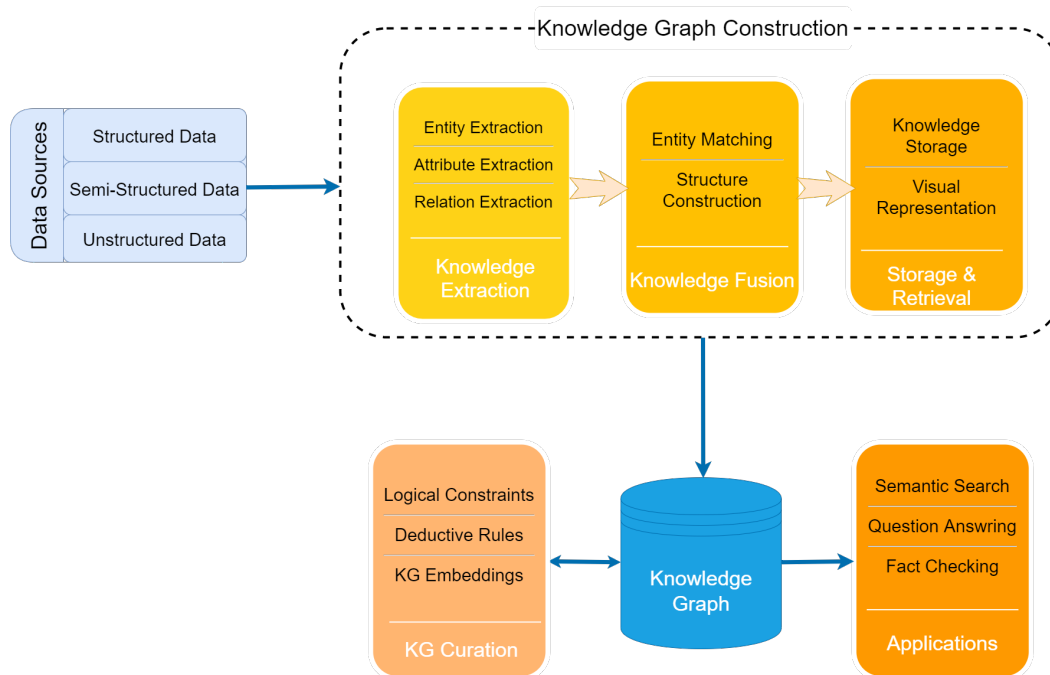 Knowledge Graph Construction
Data Sources
Structured Data
Semi-Structured Data
Unstructured Data
Entity Extraction
Attribute Extraction
Relation Extraction
Knowledge
Extraction
Entity Matching
Structure
Construction
Knowledge Fusion
Knowledge
Storage
Visual
Representation
Storage &
Retrieval
Logical Constraints
Deductive Rules
KG Embeddings
KG Curation
Knowledge
Graph
Semantic Search
Question Answring
Fact Checking
Applications